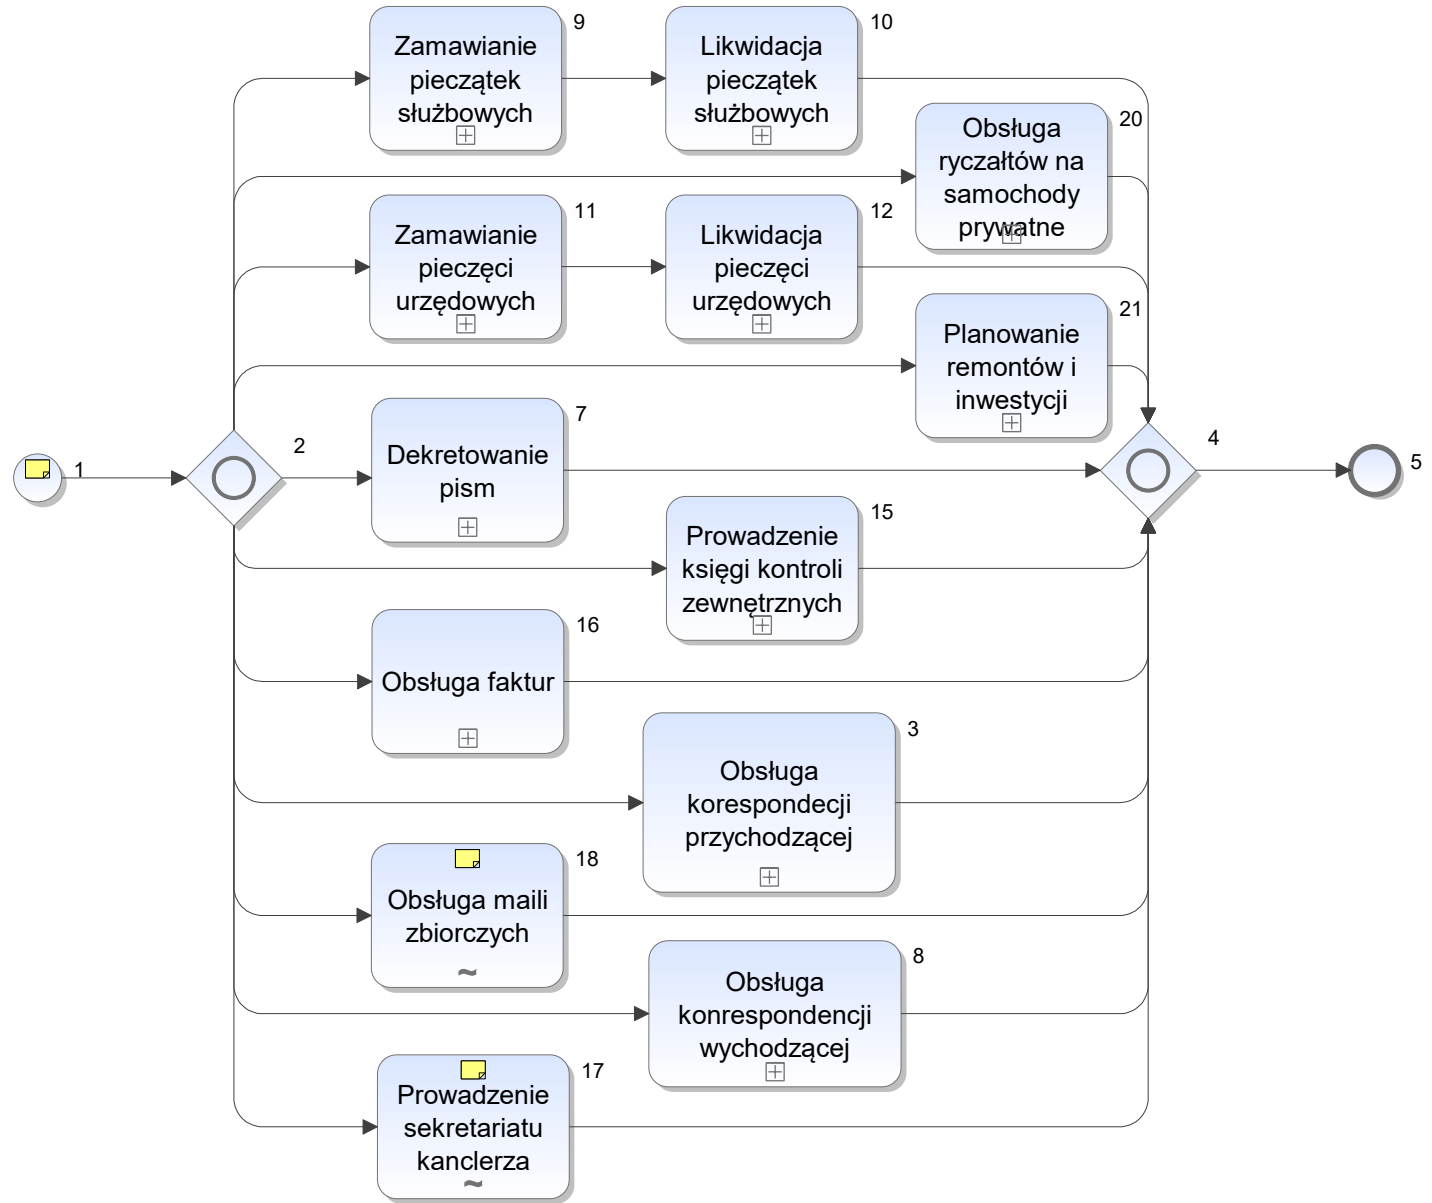 9
Zamawianie
pieczątek
służbowych
10
Likwidacja
pieczątek
służbowych
20
Obsługa
ryczałtów na
samochody
prywatne
11
Zamawianie
pieczęci
urzędowych
12
Likwidacja
pieczęci
urzędowych
21
Planowanie
remontów i
inwestycji
1
2
7
Dekretowanie
pism
4
5
15
Prowadzenie
księgi kontroli
zewnętrznych
16
Obsługa faktur
3
Obsługa
korespondecji
przychodzącej
18
Obsługa maili
zbiorczych
8
Obsługa
konrespondencji
wychodzącej
17
Prowadzenie
sekretariatu
kanclerza